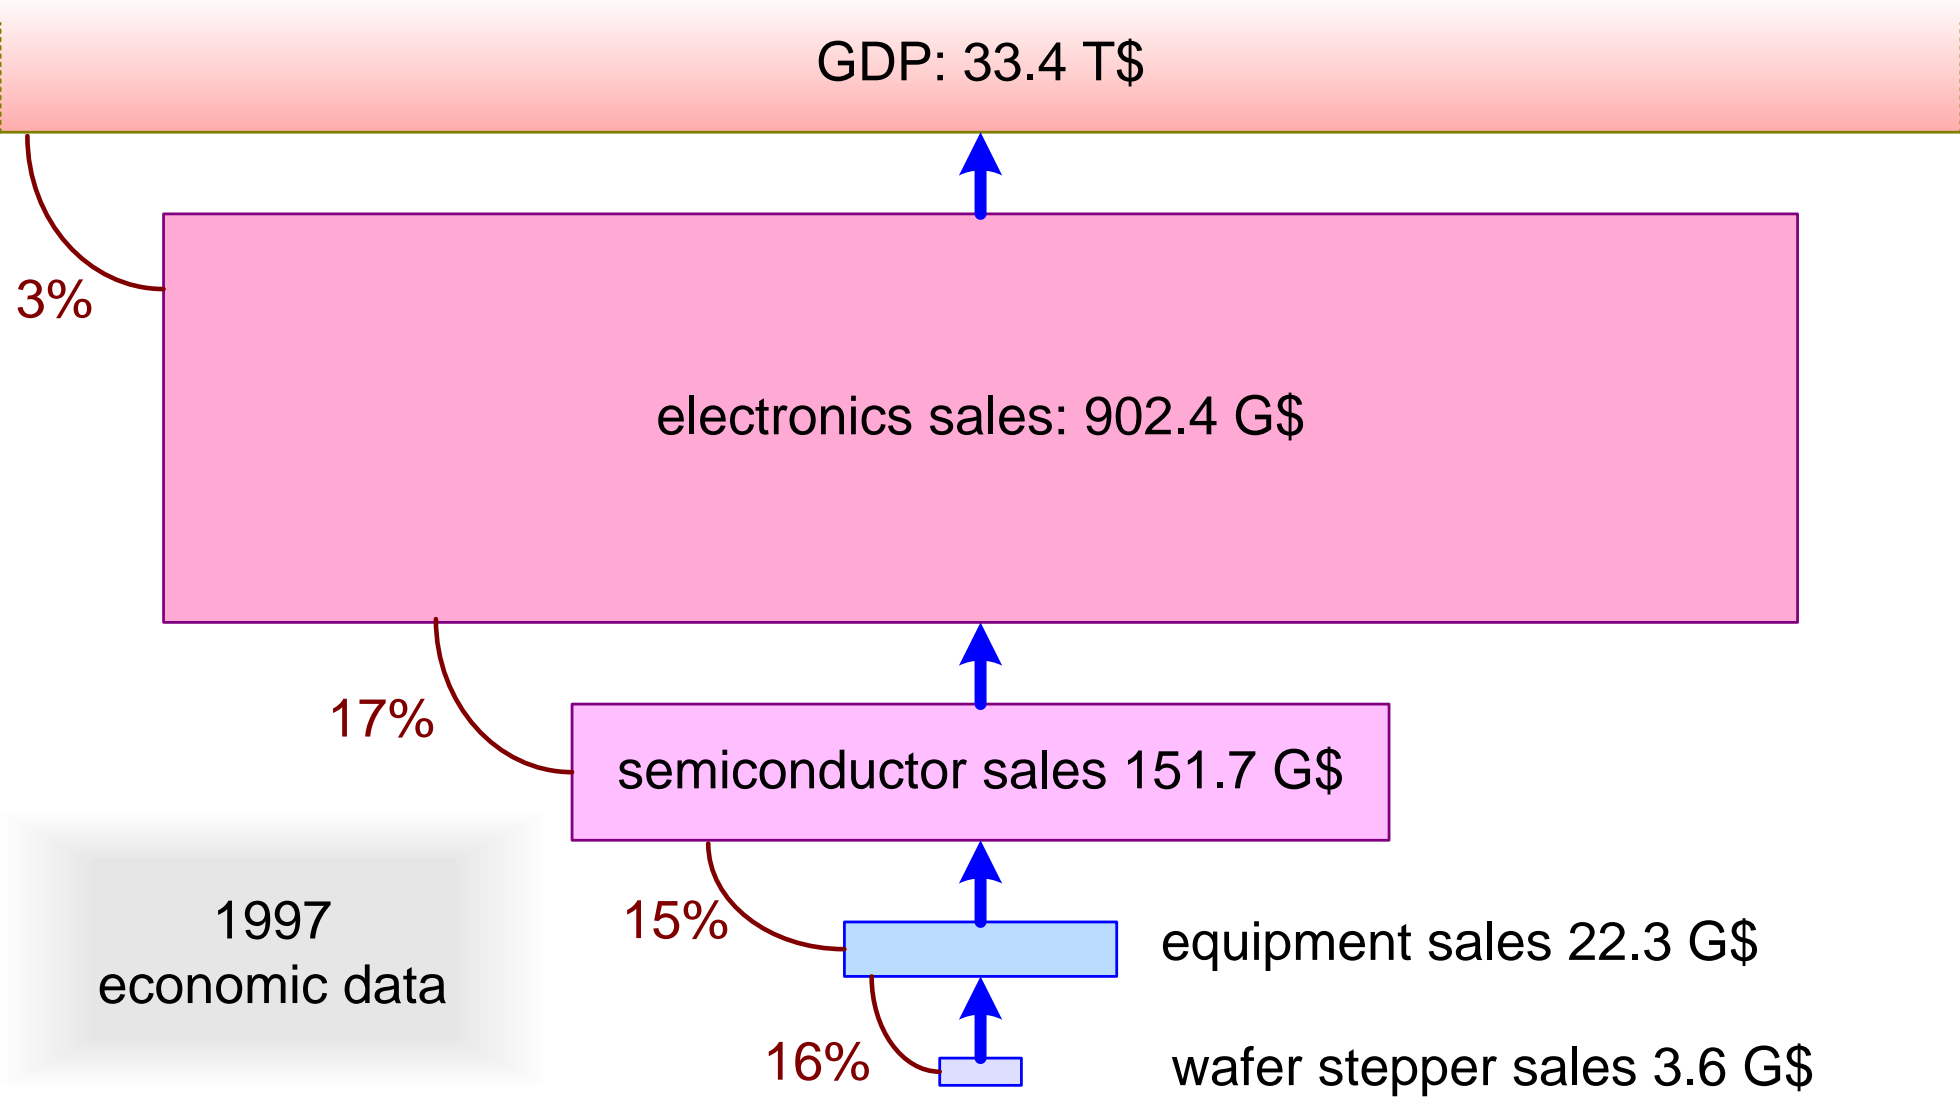 GDP: 33.4 T$
3%
electronics sales: 902.4 G$
17%
semiconductor sales 151.7 G$
15%
equipment sales 22.3 G$
1997
economic data
16%
wafer stepper sales 3.6 G$